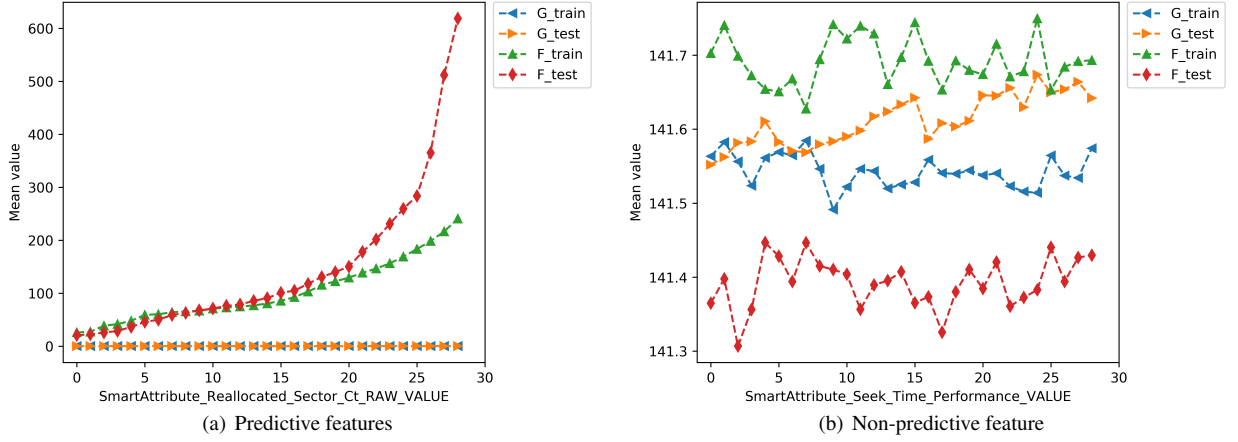 G_train
G_test
F_train
F_test
600
500
400
300
200
100
0
Mean value
0 5 10 15 20 25 30
SmartAttribute_Reallocated_Sector_Ct_RAW_VALUE
(a) Predictive features
G_train
G_test
F_train
F_test
141.7
141.6
141.5
141.4
141.3
Mean value
0 5 10 15 20 25 30
SmartAttribute_Seek_Time_Performance_VALUE
(b) Non-predictive feature